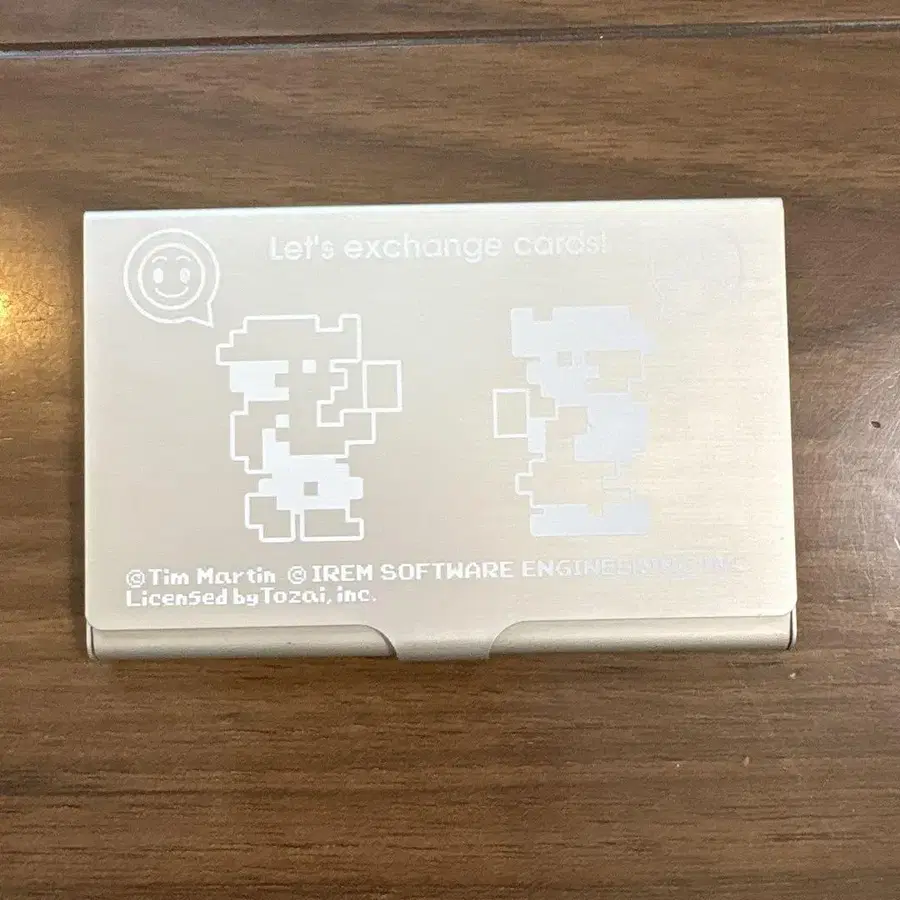 Let's exchange cards!
©Tim Martin ©IREM SOFTWARE ENGINEERING INC.
Licensed by Tozai, inc.